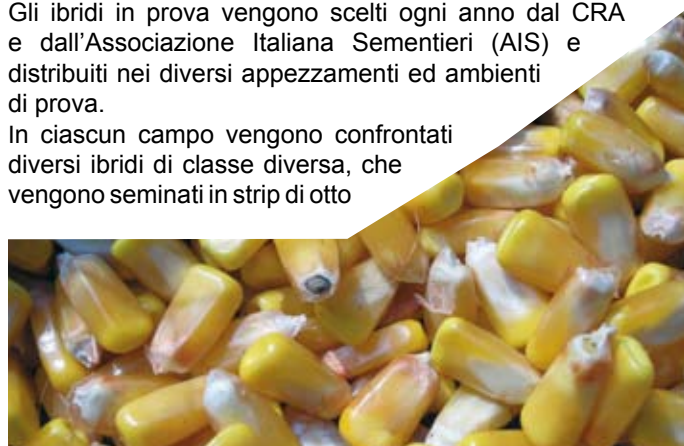 Gli ibridi in prova vengono scelti ogni anno dal CRA
e dall'Associazione Italiana Sementieri (AIS) e
distribuiti nei diversi appezzamenti ed ambienti
di prova.
In ciascun campo vengono confrontati
diversi ibridi di classe diversa, che
vengono seminati in strip di otto